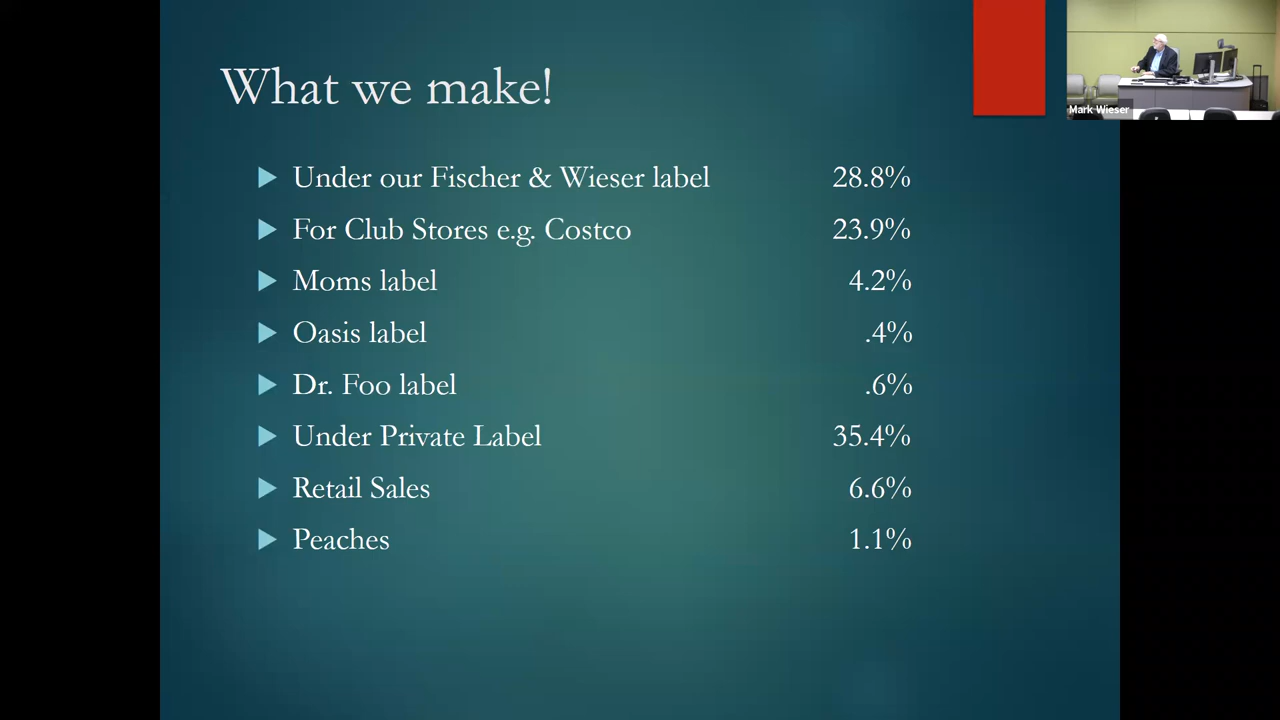 What we make!
Mark Wieser
Under our Fischer & Wieser label 28.8%
For Club Stores e.g. Costco 23.9%
Moms label 4.2%
Oasis label .4%
Dr. Foo label .6%
Under Private Label 35.4%
Retail Sales 6.6%
Peaches 1.1%